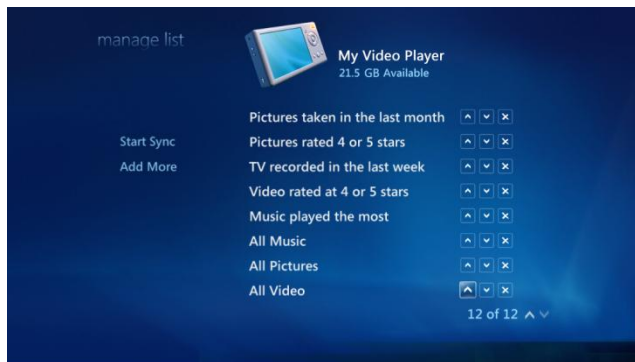 manage list
My Video Player
21.5 GB Available
Pictures taken in the last month
Start Sync
Pictures rated 4 or 5 stars
Add More
TV recorded in the last week
Video rated at 4 or 5 stars
Music played the most
All Music
All Pictures
All Video
12 of 12